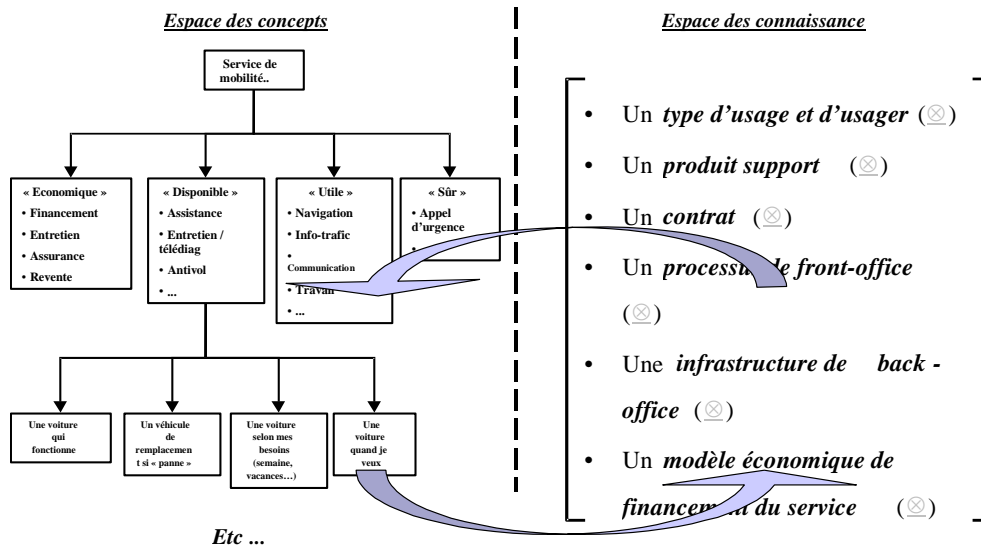 Espace des concepts
Espace des connaissance
Service de
mobilité..
« Economique »
• Financement
• Entretien
• Assurance
• Revente
« Disponible »
• Assistance
• Entretien /
télédiag
• Antivol
• ...
« Utile »
• Navigation
• Info-trafic
•
Communication
• Travail
• ...
« Sûr »
• Appel
d’urgence
•
Une voiture
qui
fonctionne
Un véhicule
de
remplacemen
t si « panne »
Une voiture
selon mes
besoins
(semaine,
vacances…)
Une
voiture
quand je
veux
Etc ...
• Un type d’usage et d’usager (⊗)
• Un produit support (⊗)
• Un contrat (⊗)
• Un processus de front-office
(⊗)
• Une infrastructure de back -
office (⊗)
• Un modèle économique de
financement du service (⊗)